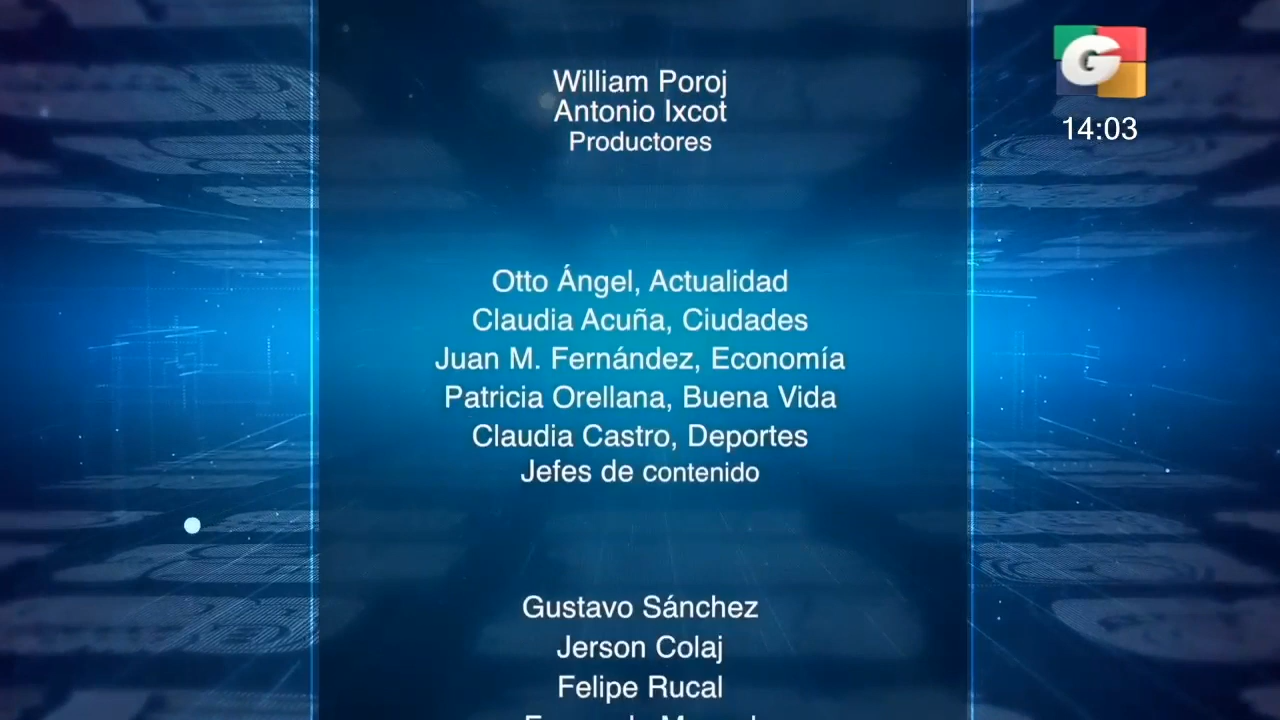 William Poroj
Antonio Ixcot
Productores
G
14:03
Otto Ángel, Actualidad
Claudia Acuña, Ciudades
Juan M. Fernández, Economía
Patricia Orellana, Buena Vida
Claudia Castro, Deportes
Jefes de contenido
Gustavo Sánchez
Jerson Colaj
Felipe Rucal